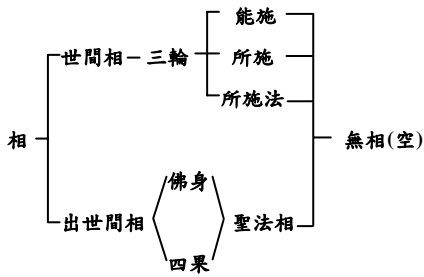 能施
世間相－三輪
所施
所施法
相
無相(空)
佛身
出世間相
聖法相
四果